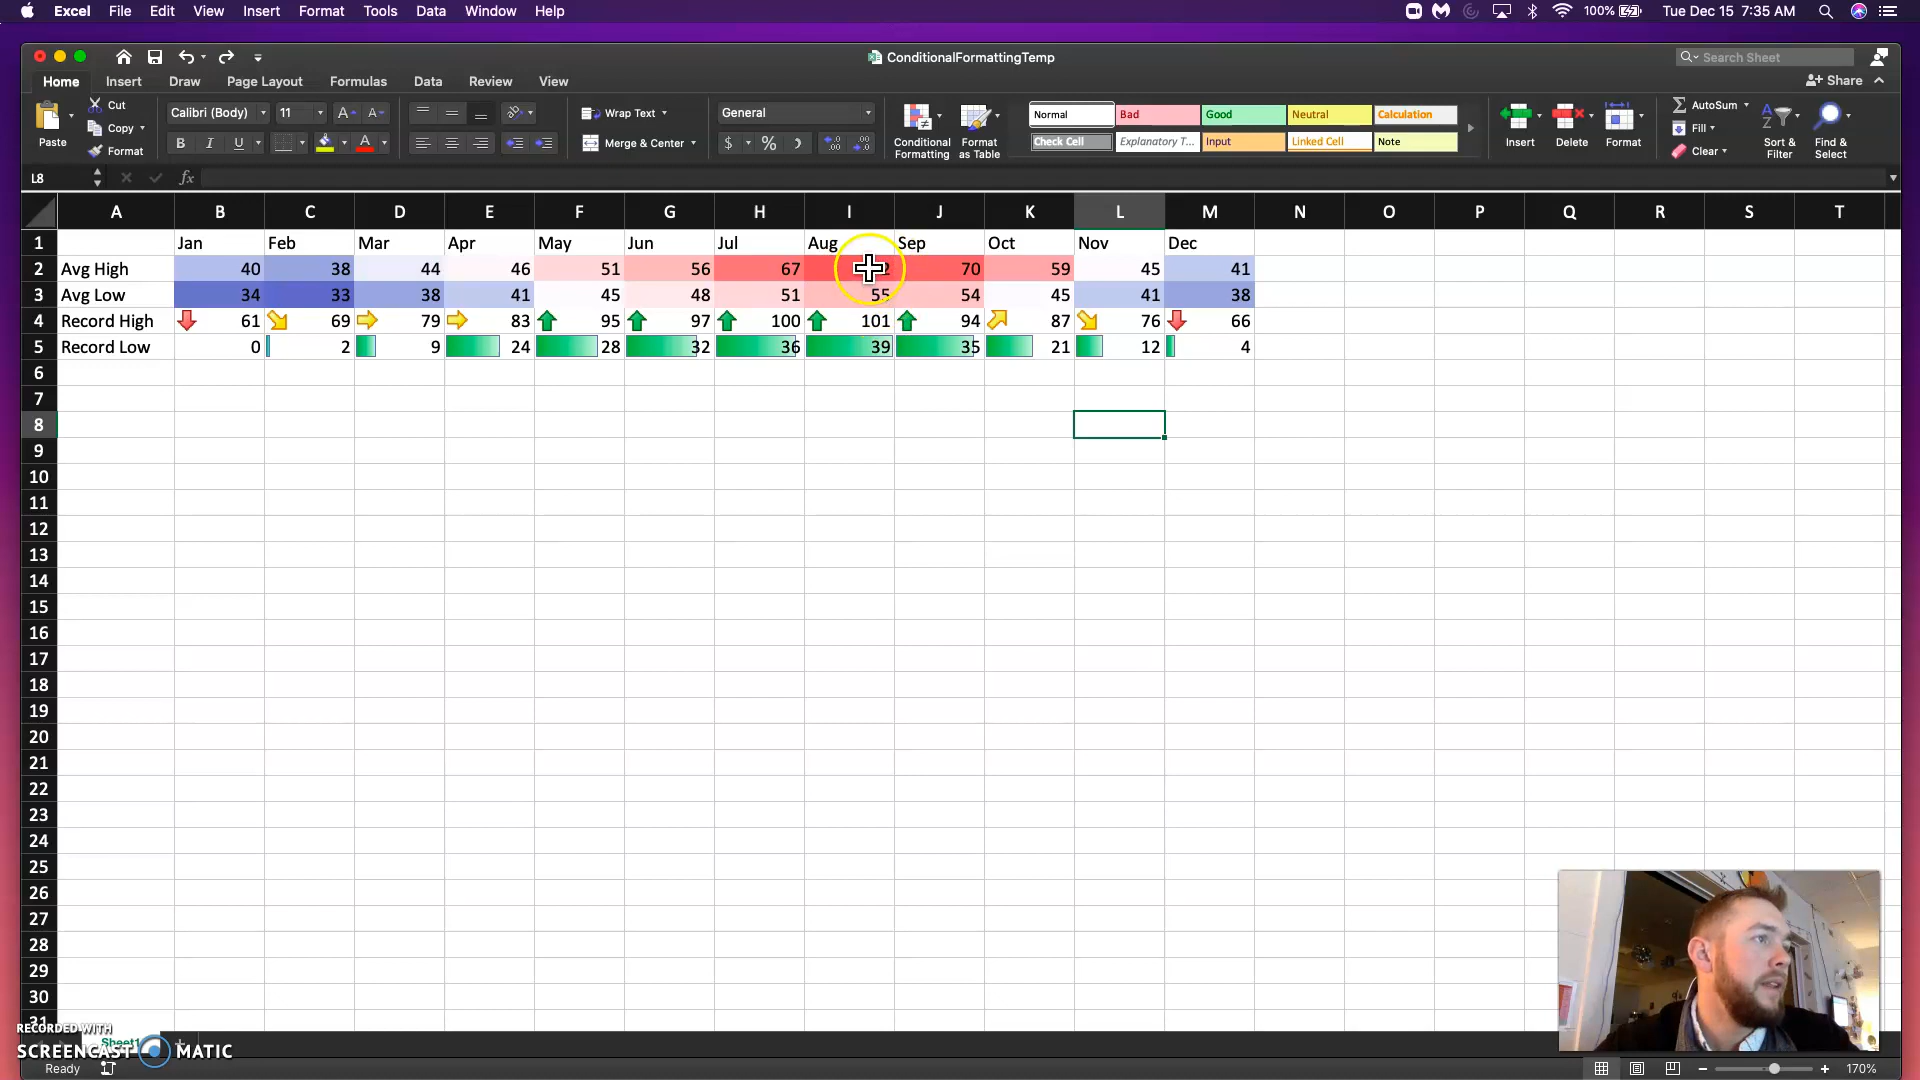 Excel File Edit View Insert Format Tools Data Window Help 100% Tue Dec 15 7:35 AM
ConditionalFormattingTemp Search Sheet
Home Insert Draw Page Layout Formulas Data Review View Share
Paste Cut Copy Format
Calibri (Body) 11
B I U
Wrap Text
Merge & Center
General
$ %
Conditional Formatting
Format as Table
Normal Bad Good Neutral Calculation
Check Cell Explanatory T... Input Linked Cell Note
Insert Delete Format
AutoSum
Fill
Clear
Sort & Filter
Find & Select
L8 fx
A B C D E F G H I J K L M N O P Q R S T
1 Jan Feb Mar Apr May Jun Jul Aug Sep Oct Nov Dec
2 Avg High 40 38 44 46 51 56 67 70 59 45 41
3 Avg Low 34 33 38 41 45 48 51 55 54 45 41 38
4 Record High 61 69 79 83 95 97 100 101 94 87 76 66
5 Record Low 0 2 9 24 28 32 36 39 35 21 12 4
6
7
8
9
10
11
12
13
14
15
16
17
18
19
20
21
22
23
24
25
26
27
28
29
30
31
RECORDED WITH
SCREENCAST MATIC
Sheet1
Ready 170%